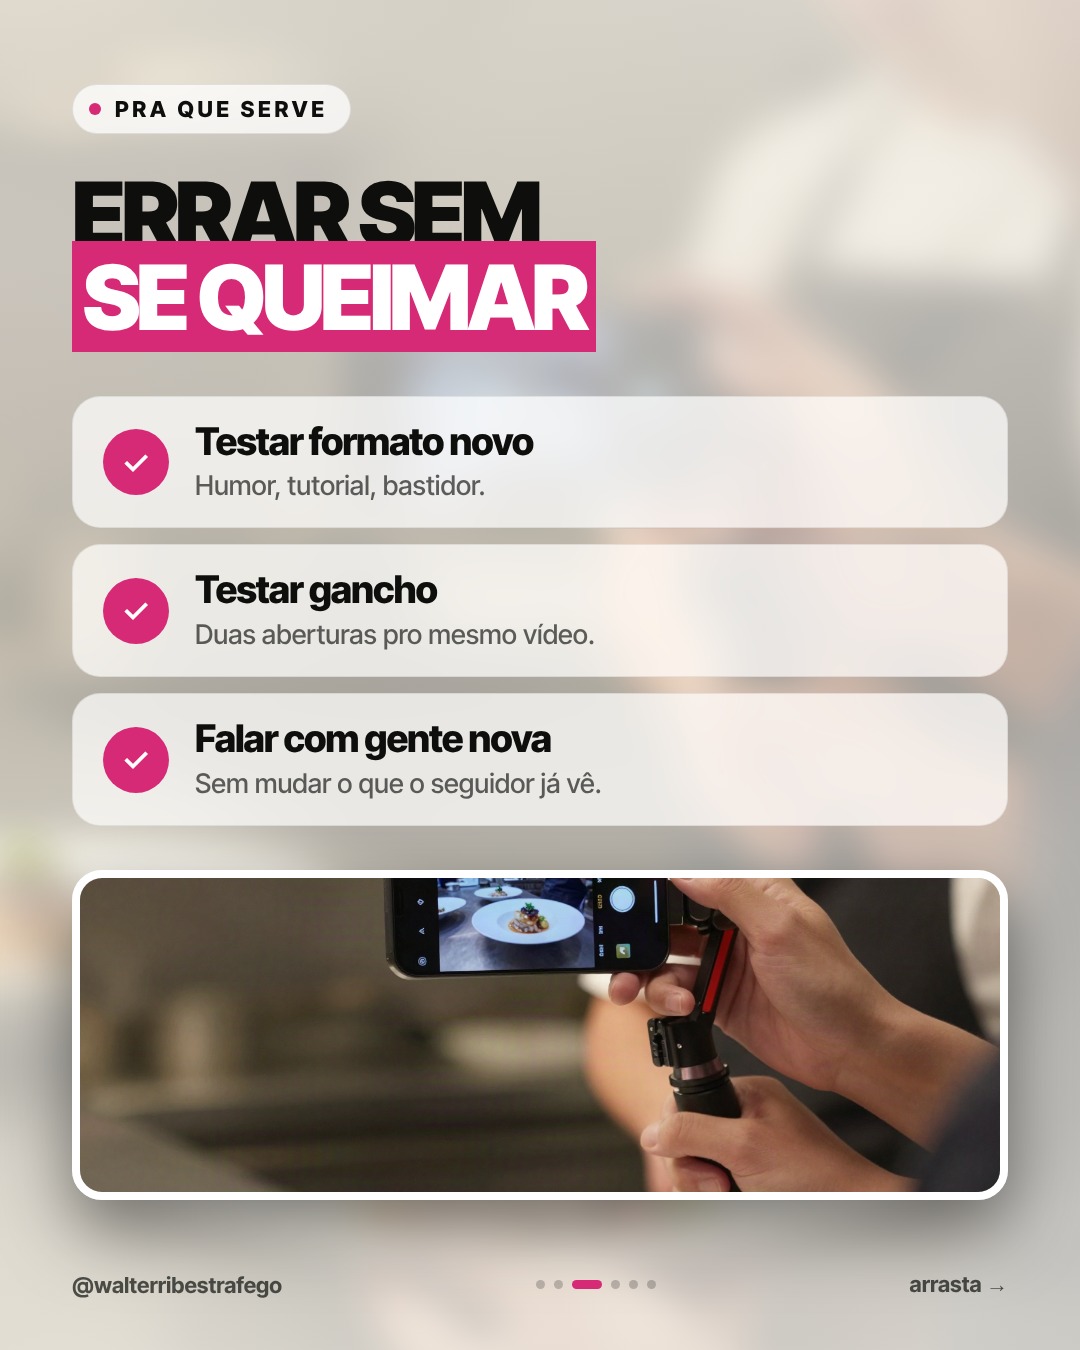 PRA QUE SERVE
ERRAR SEM
SE QUEIMAR
Testar formato novo
Humor, tutorial, bastidor.
Testar gancho
Duas aberturas pro mesmo vídeo.
Falar com gente nova
Sem mudar o que o seguidor já vê.
@walterribestrafego
arrasta →